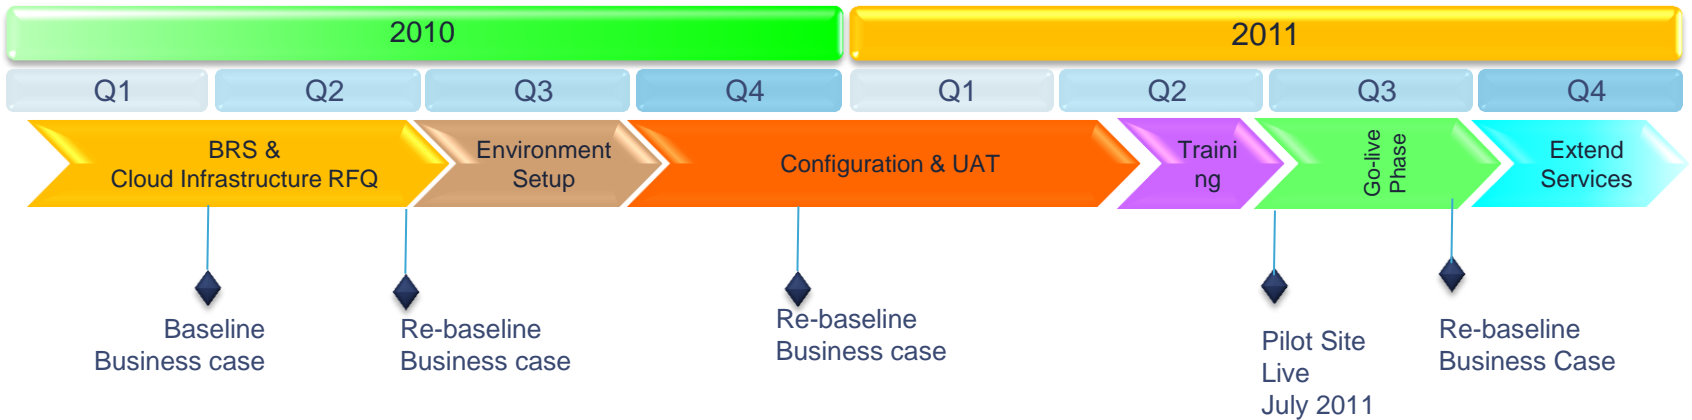 2010
2011
Q1
Q2
Q3
Q4
Q1
Q2
Q3
Q4
BRS &
Cloud Infrastructure RFQ
Environment
Setup
Configuration & UAT
Traini
ng
Go-live
Phase
Extend
Services
Baseline
Business case
Re-baseline
Business case
Re-baseline
Business case
Pilot Site
Live
July 2011
Re-baseline
Business Case